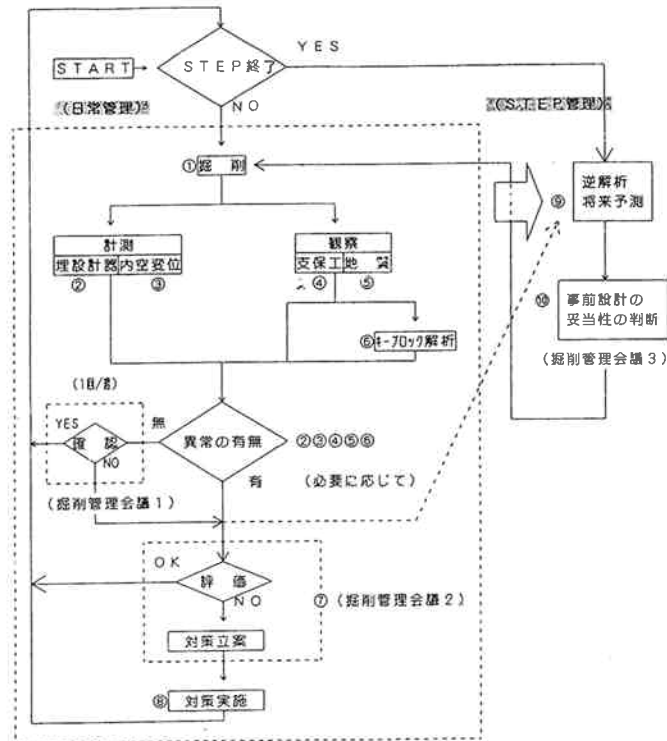 YES
START
STEP終了
(日常管理)
NO
(STEP管理)
①掘削
⑨
逆解析
将来予測
計測
埋設計器 内空変位
② ③
観察
支保工 地質
④ ⑤
⑩
事前設計の
妥当性の判断
⑥キーブロック解析
(掘削管理会議3)
YES
確認
NO
無
異常の有無
②③④⑤⑥
有
(必要に応じて)
(掘削管理会議1)
OK
評価
NO
⑦(掘削管理会議2)
対策立案
⑧対策実施